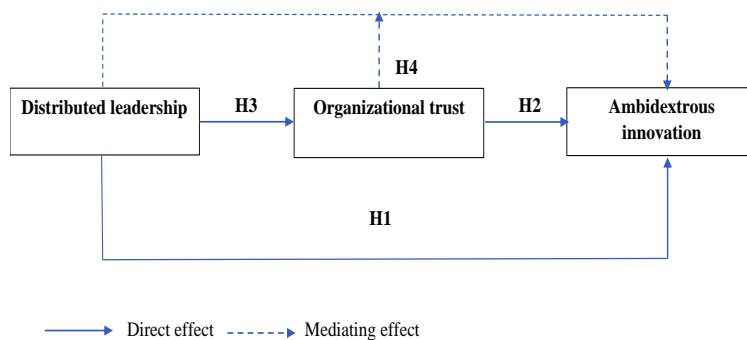 H4
Distributed leadership
H3
Organizational trust
H2
Ambidextrous
innovation
H1
Direct effect
Mediating effect